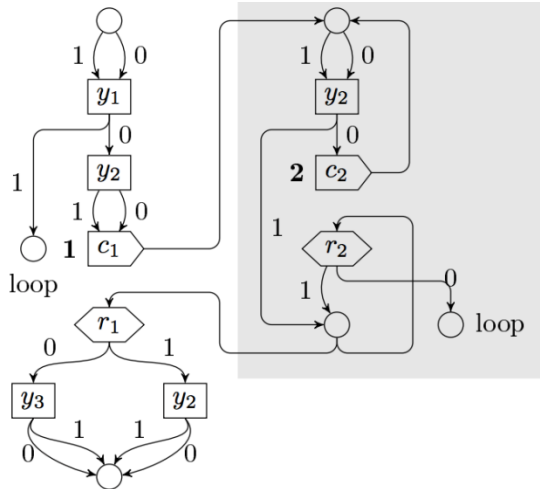 1 0 1 0
y₁ y₂
0 0
y₂ 2 c₂
1 1 0 1
1 c₁ r₂
loop 1 0
r₁ loop
0 1
y₃ y₂
1 1
0 0